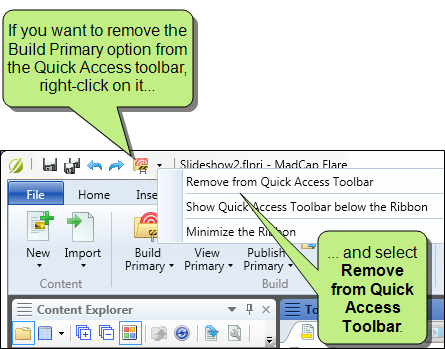 If you want to remove the
Build Primary option from
the Quick Access toolbar,
right-click on it...
Slideshow2.flprj - MadCap Flare
Remove from Quick Access Toolbar
Show Quick Access Toolbar below the Ribbon
Minimize the Ribbon
File
Home
New
Import
Build
Primary
View
Primary
Publish
Primary
Content
Build
... and select
Remove
from Quick
Access
Toolbar.
Content Explorer